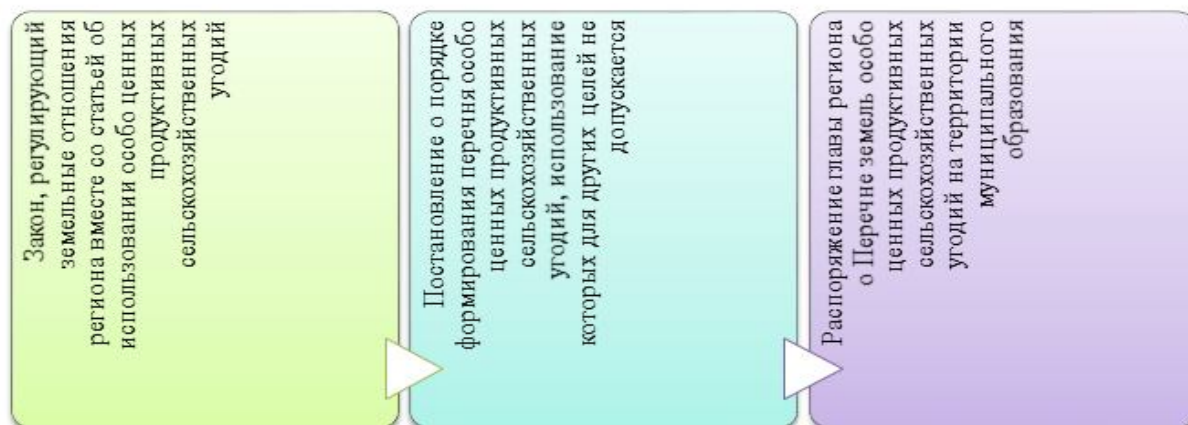 Закон, регулирующий
земельные отношения
региона вместе со статьей об
использовании особо ценных
продуктивных
сельскохозяйственных
угодий
Постановление о порядке
формирования перечня особо
ценных продуктивных
сельскохозяйственных
угодий, использование
которых для других целей не
допускается
Распоряжение главы региона
о Перечне земель особо
ценных продуктивных
сельскохозяйственных
угодий на территории
муниципального
образования